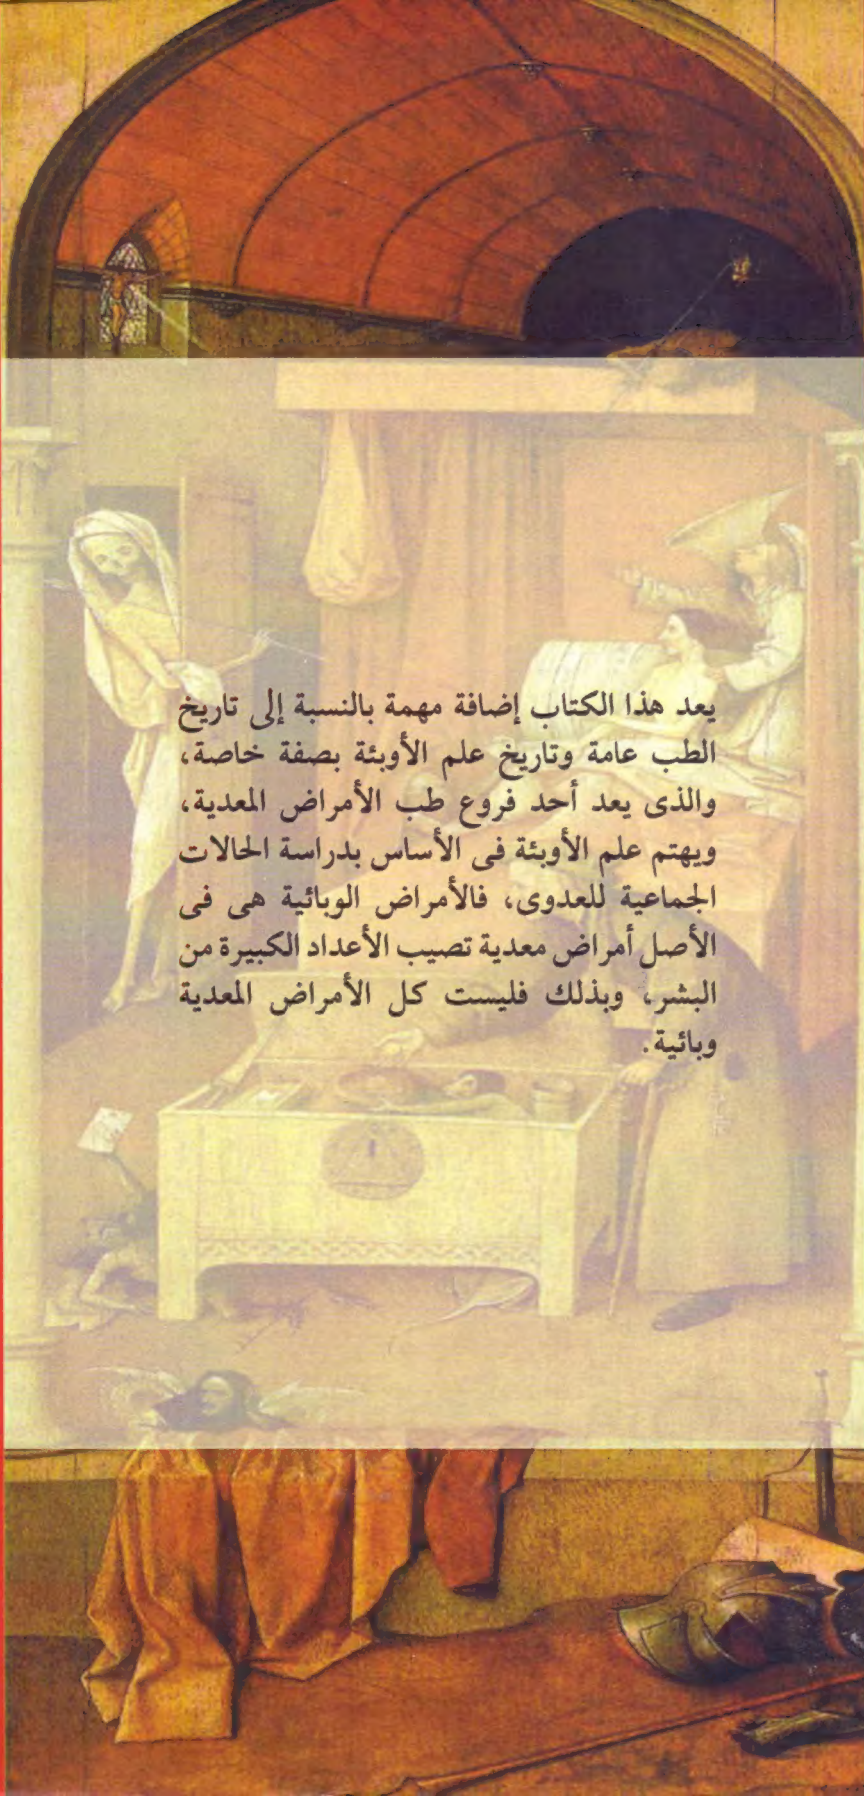 يعد هذا الكتاب إضافة مهمة بالنسبة إلى تاريخ
الطب عامة وتاريخ علم الأوبئة بصفة خاصة،
والذى يعد أحد فروع طب الأمراض المعدية،
ويهتم علم الأوبئة فى الأساس بدراسة الحالات
الجماعية للعدوى، فالأمراض الوبائية هى فى
الأصل أمراض معدية تصيب الأعداد الكبيرة من
البشر، وبذلك فليست كل الأمراض المعدية
وبائية.